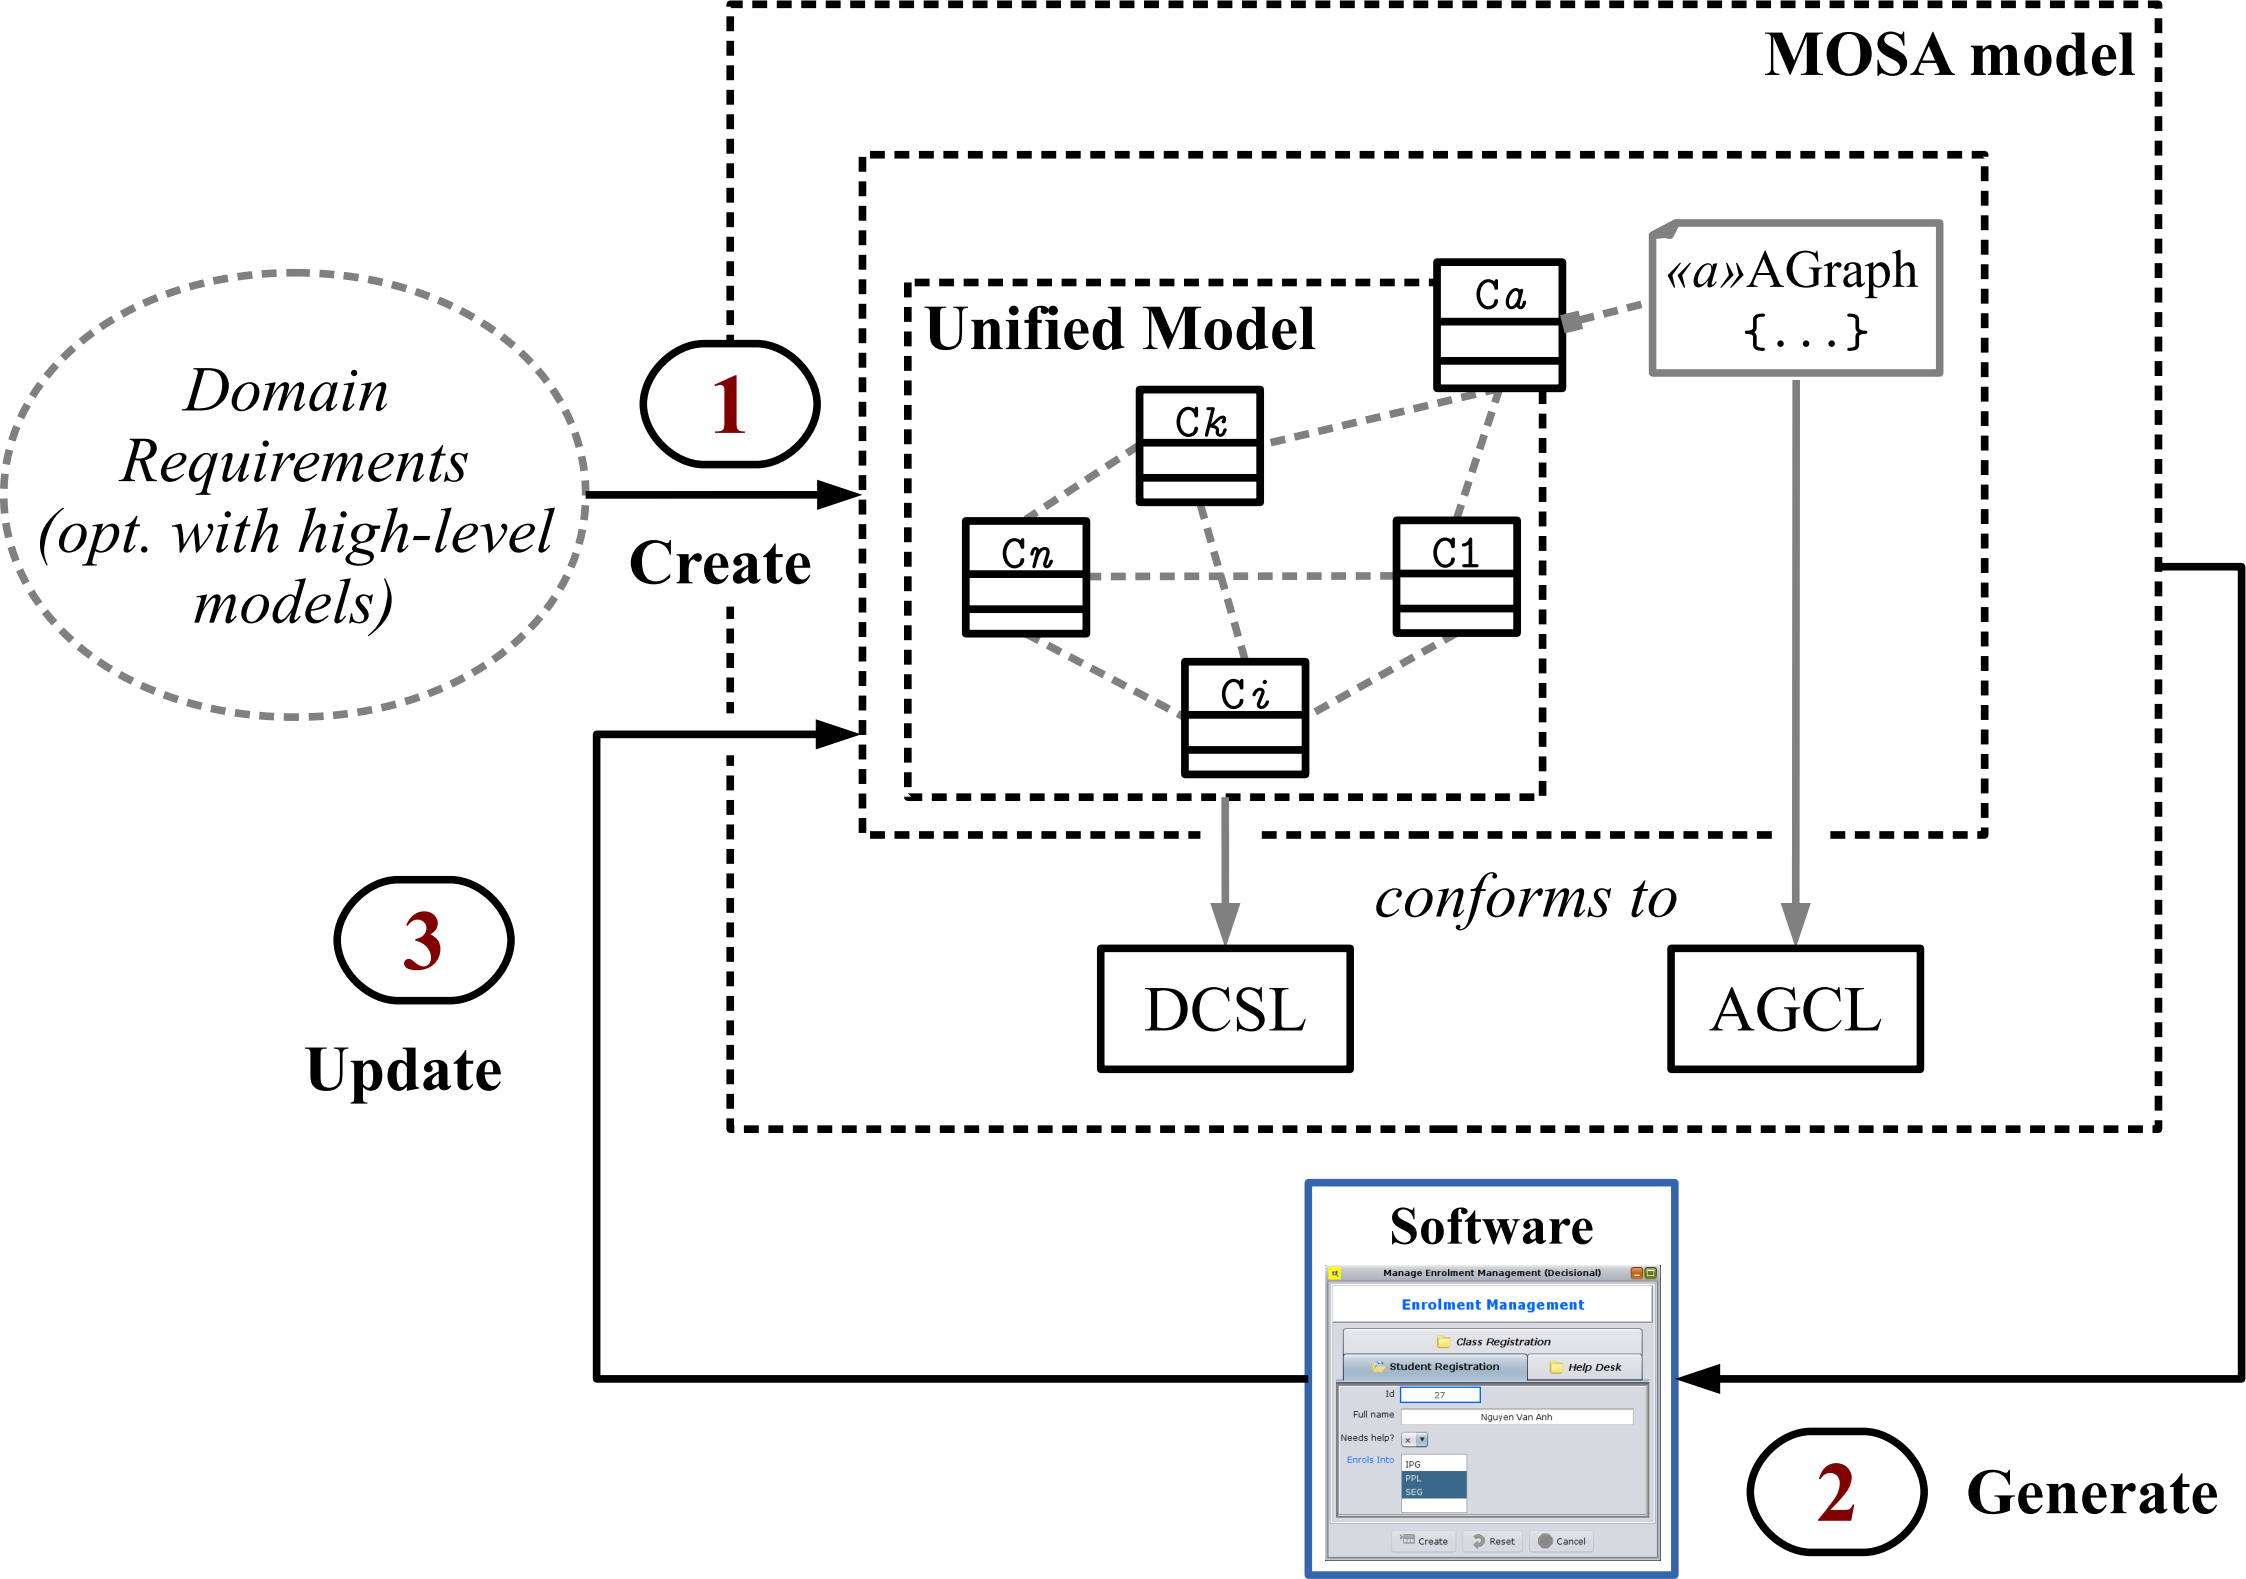 MOSA model
«a»AGraph
{...}
Ca
Unified Model
Domain
Requirements
(opt. with high-level
models)
1
Create
Ck
Cn
C1
Ci
conforms to
DCSL
AGCL
3
Update
Software
Manage Enrolment Management (Decisional)
Enrolment Management
Class Registration
Student Registration
Help Desk
Id
27
Full name
Nguyen Van Anh
Needs help?
x
Enrols Into
IPG
PPL
SEG
Create
Reset
Cancel
2
Generate